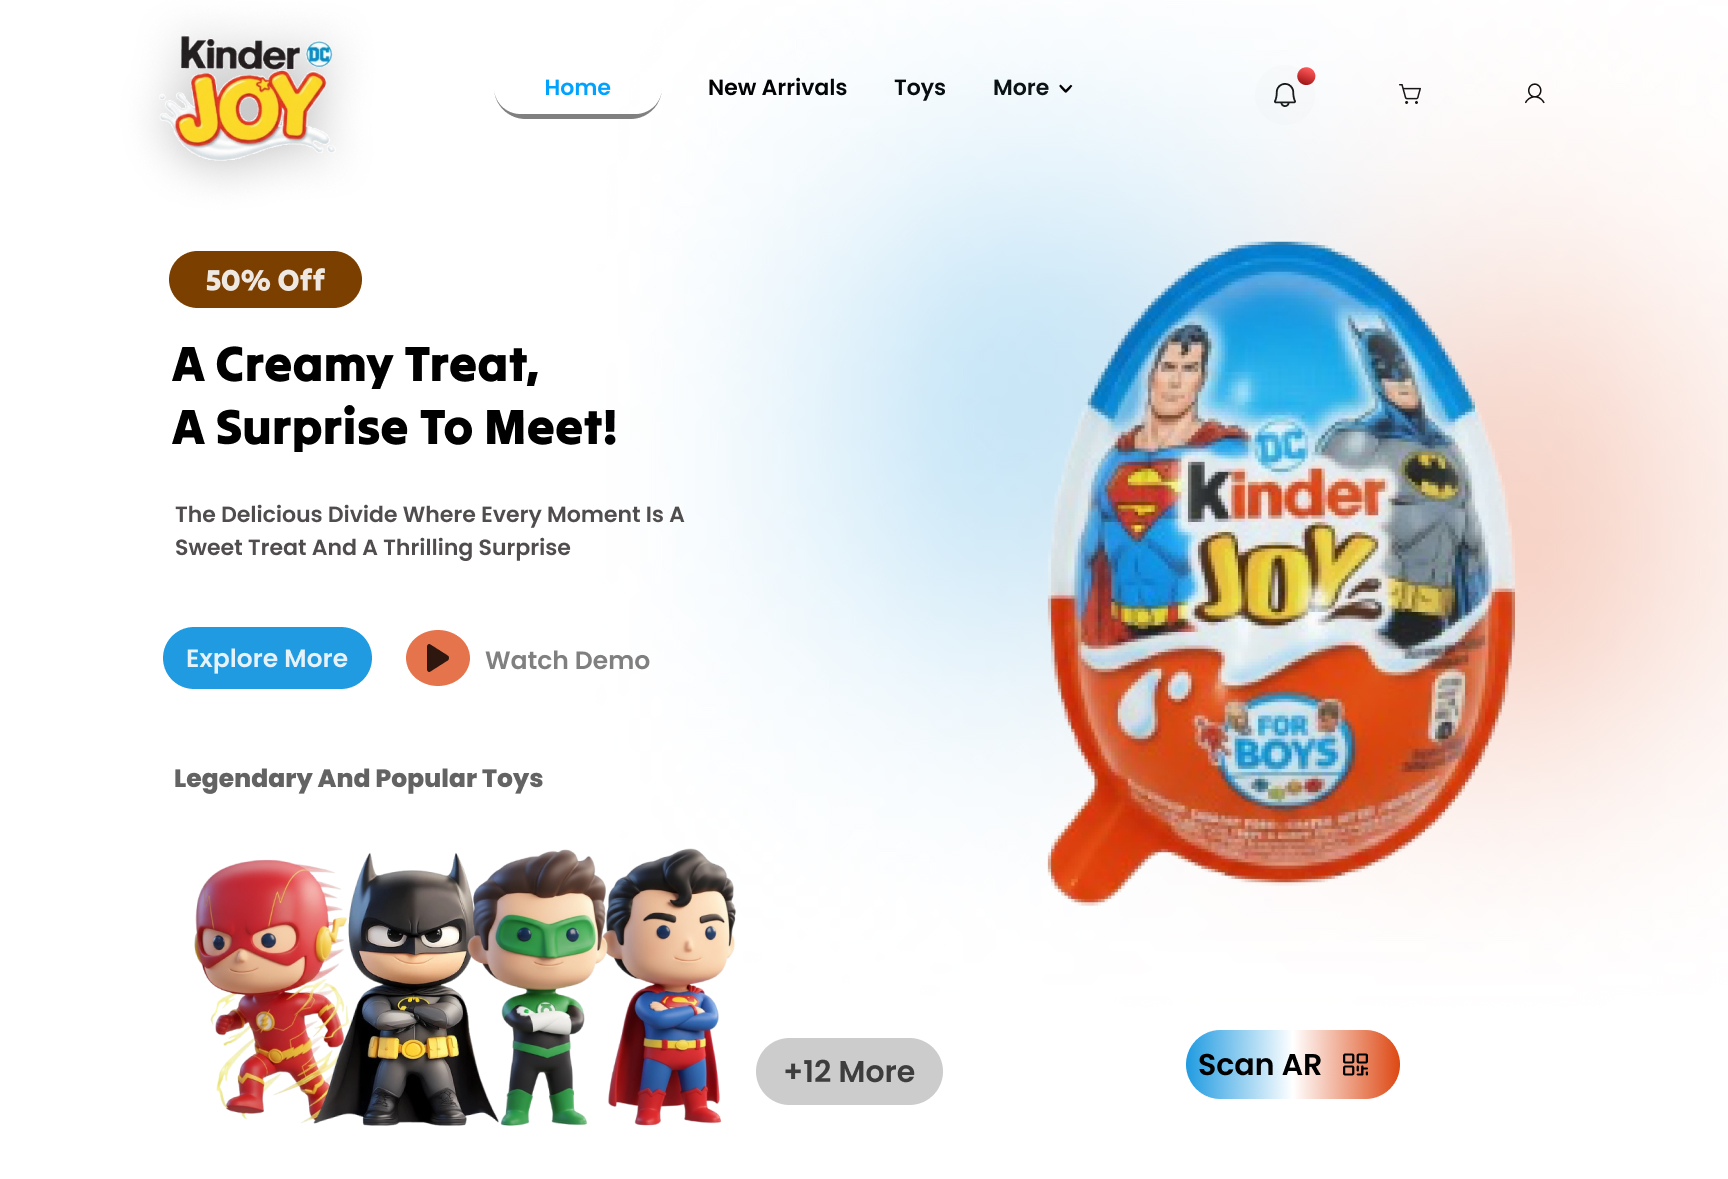 Kinder DC
JOY
Home
New Arrivals
Toys
More
50% Off
A Creamy Treat,
A Surprise To Meet!
The Delicious Divide Where Every Moment Is A
Sweet Treat And A Thrilling Surprise
Explore More
Watch Demo
Legendary And Popular Toys
+12 More
DC
Kinder
JOY
FOR
BOYS
Scan AR